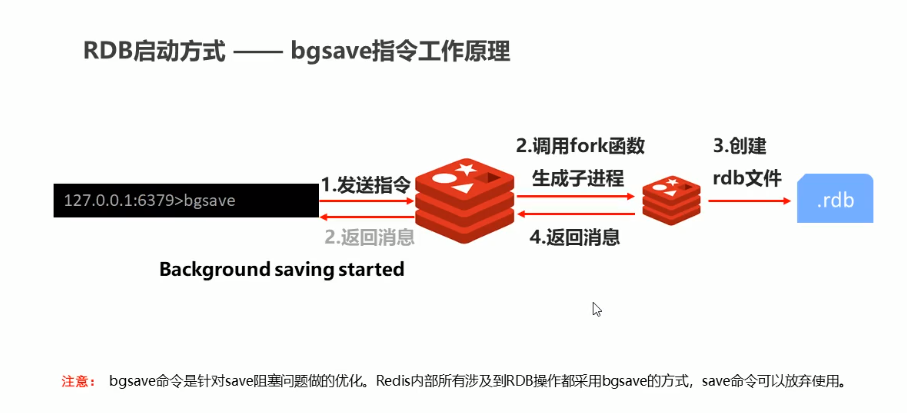 RDB启动方式 —— bgsave指令工作原理
2.调用fork函数
生成子进程
3.创建
rdb文件
1.发送指令
127.0.0.1:6379>bgsave
.rdb
2.返回消息
4.返回消息
Background saving started
注意： bgsave命令是针对save阻塞问题做的优化。Redis内部所有涉及到RDB操作都采用bgsave的方式，save命令可以放弃使用。